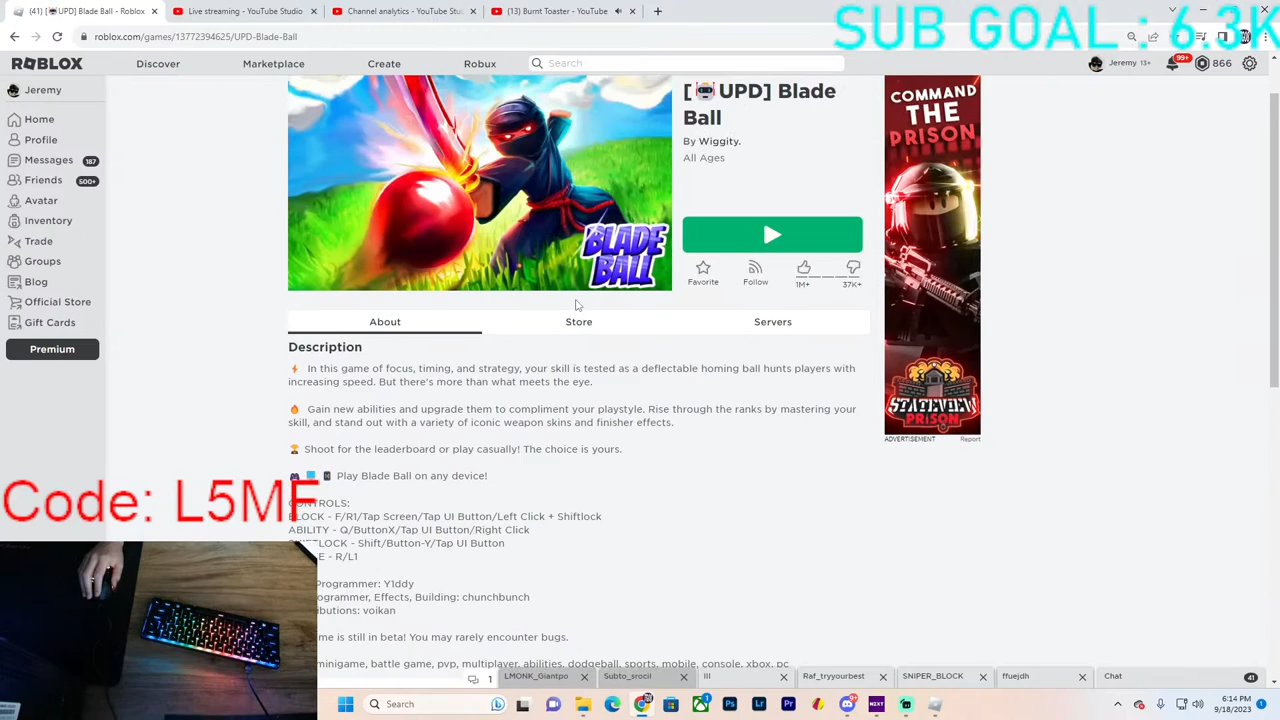 (41) [🤖UPD] Blade Ball - Roblox
Live streaming - YouTube Studio
Channel analytics - YouTube Stu
(13) Burnt Toaster - YouTube
SUB GOAL : 6.3K
roblox.com/games/13772394625/UPD-Blade-Ball
ROBLOX
Discover
Marketplace
Create
Robux
Search
Jeremy 13+
99+
866
Jeremy
Home
Profile
Messages 187
Friends 500+
Avatar
Inventory
Trade
Groups
Blog
Official Store
Gift Cards
Premium
BLADE
BALL
[🤖UPD] Blade
Ball
By Wiggity.
All Ages
Favorite
Follow
1M+
37K+
COMMAND
THE
PRISON
STATEVIEW
PRISON
ADVERTISEMENT
Report
About
Store
Servers
Description
⚡ In this game of focus, timing, and strategy, your skill is tested as a deflectable homing ball hunts players with
increasing speed. But there's more than what meets the eye.
🔥 Gain new abilities and upgrade them to compliment your playstyle. Rise through the ranks by mastering your
skill, and stand out with a variety of iconic weapon skins and finisher effects.
🏆 Shoot for the leaderboard or play casually! The choice is yours.
🎮 💻 📱 Play Blade Ball on any device!
Code: L5MF
CONTROLS:
BLOCK - F/R1/Tap Screen/Tap UI Button/Left Click + Shiftlock
ABILITY - Q/ButtonX/Tap UI Button/Right Click
LOCK - Shift/Button-Y/Tap UI Button
E - R/L1
Programmer: Y1ddy
ogrammer, Effects, Building: chunchbunch
ibutions: voikan
me is still in beta! You may rarely encounter bugs.
minigame, battle game, pvp, multiplayer, abilities, dodgeball, sports, mobile, console, xbox, pc
1
LMONK_Giantpo
Subto_srocil
III
Raf_tryyourbest
SNIPER_BLOCK
ffuejdh
Chat
41
Search
6:14 PM
9/18/2023